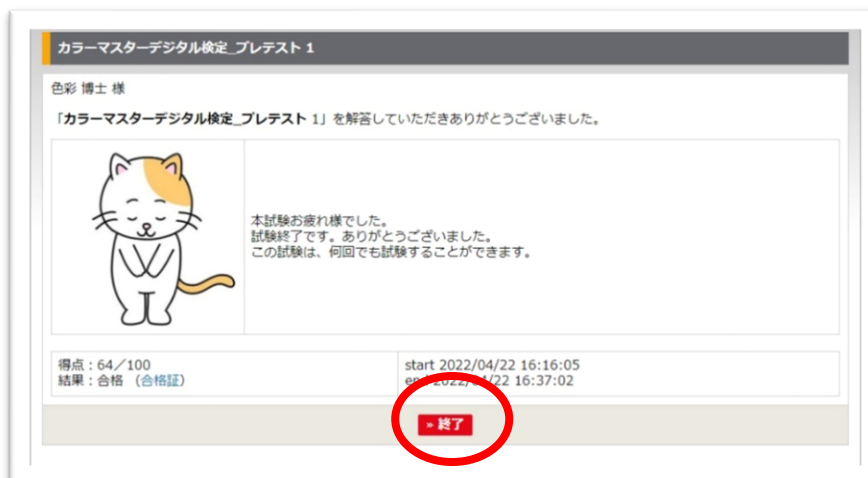 カラーマスターデジタル検定_プレテスト 1
色彩 博士 様
「カラーマスターデジタル検定_プレテスト 1」を解答していただきありがとうございました。
本試験お疲れ様でした。
試験終了です。ありがとうございました。
この試験は、何回でも試験することができます。
得点：64／100
結果：合格 （合格証）
start 2022/04/22 16:16:05
end 2022/04/22 16:37:02
» 終了